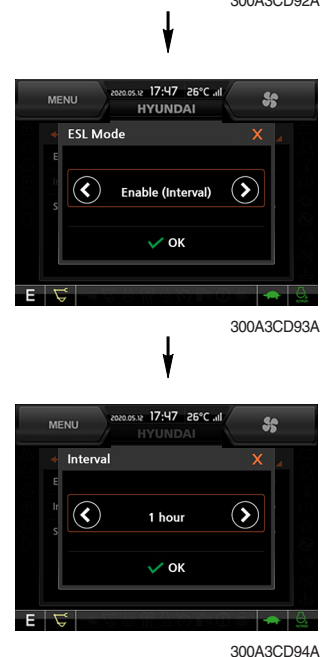 300A3CD92A
MENU
2020.05.12 17:47 26°C
HYUNDAI
ESL Mode X
E
S
Enable (Interval)
OK
E
300A3CD93A
MENU
2020.05.12 17:47 26°C
HYUNDAI
Interval X
E
S
1 hour
OK
E
300A3CD94A